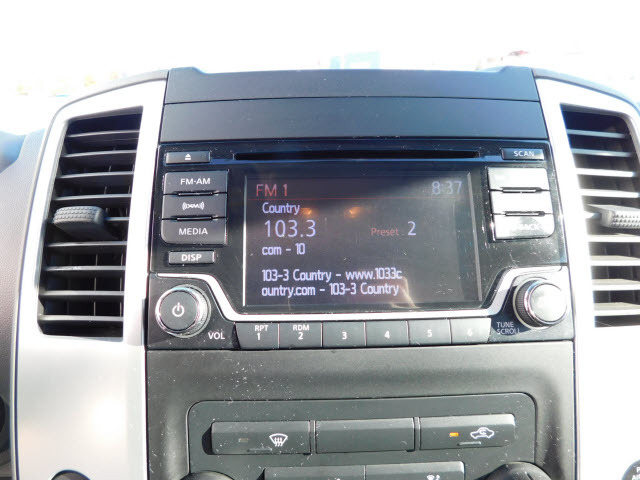 SCAN
FM·AM
FM 1
8:37
Country
103.3
Preset 2
MEDIA
com - 10
DISP
103-3 Country - www.1033c
ountry.com - 103-3 Country
VOL
RPT
1
RDM
2
3
4
5
6
TUNE
SCROLL